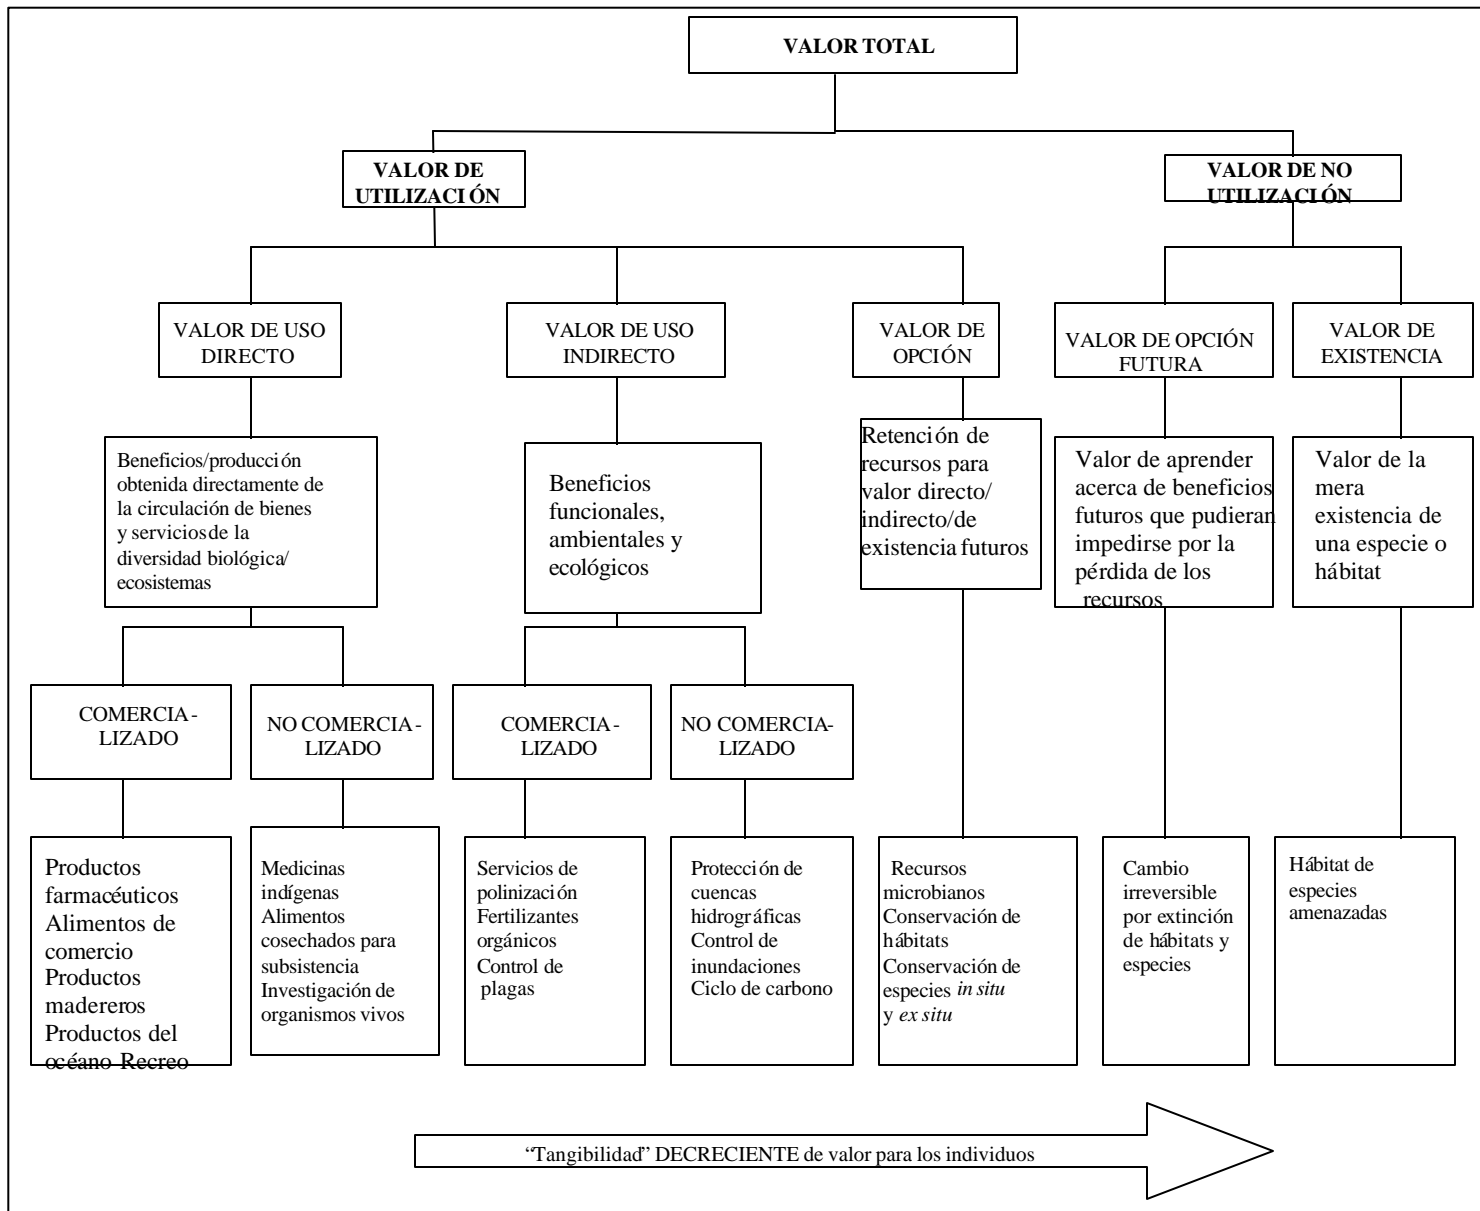 VALOR TOTAL
VALOR DE
UTILIZACIÓN
VALOR DE NO
UTILIZACIÓN
VALOR DE USO
DIRECTO
VALOR DE USO
INDIRECTO
VALOR DE
OPCIÓN
VALOR DE OPCIÓN
FUTURA
VALOR DE
EXISTENCIA
Beneficios/producción
obtenida directamente de
la circulación de bienes
y servicios de la
diversidad biológica/
ecosistemas
Beneficios
funcionales,
ambientales y
ecológicos
Retención de
recursos para
valor directo/
indirecto/de
existencia futuros
Valor de aprender
acerca de beneficios
futuros que pudieran
impedirse por la
pérdida de los
recursos
Valor de la
mera
existencia de
una especie o
hábitat
COMERCIA-
LIZADO
NO COMERCIA-
LIZADO
COMERCIA-
LIZADO
NO COMERCIA-
LIZADO
Productos
farmacéuticos
Alimentos de
comercio
Productos
madereros
Productos del
océano Recreo
Medicinas
indígenas
Alimentos
cosechados para
subsistencia
Investigación de
organismos vivos
Servicios de
polinización
Fertilizantes
orgánicos
Control de
plagas
Protección de
cuencas
hidrográficas
Control de
inundaciones
Ciclo de carbono
Recursos
microbianos
Conservación de
hábitats
Conservación de
especies in situ
y ex situ
Cambio
irreversible
por extinción
de hábitats y
especies
Hábitat de
especies
amenazadas
“Tangibilidad” DECRECIENTE de valor para los individuos